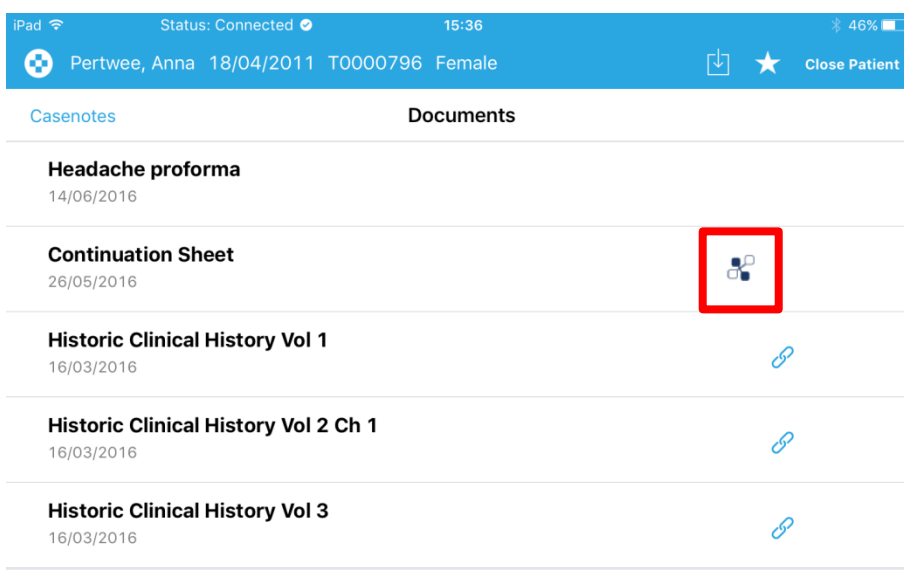 iPad Status: Connected 15:36 46%
Pertwee, Anna 18/04/2011 T0000796 Female Close Patient
Casenotes Documents
Headache proforma
14/06/2016
Continuation Sheet
26/05/2016
Historic Clinical History Vol 1
16/03/2016
Historic Clinical History Vol 2 Ch 1
16/03/2016
Historic Clinical History Vol 3
16/03/2016